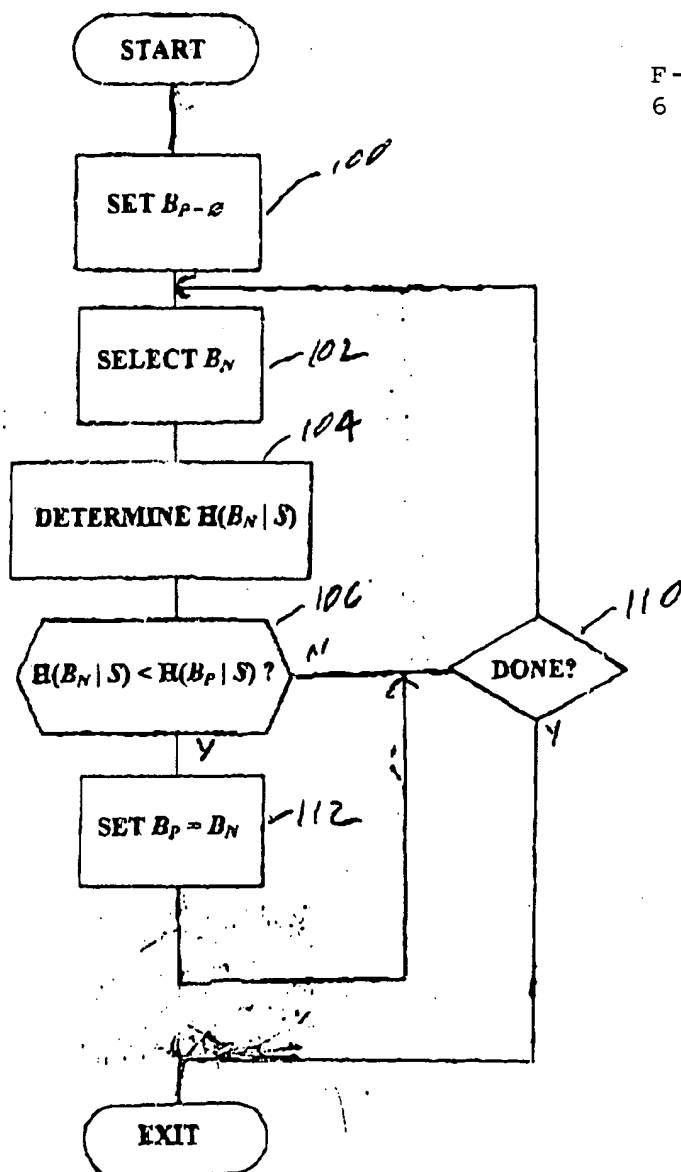 START
F-
6
100
SET B_P-ø
SELECT B_N
102
104
DETERMINE H(B_N | S)
106
H(B_N | S) < H(B_P | S) ?
N
110
DONE?
Y
Y
SET B_P = B_N
112
EXIT